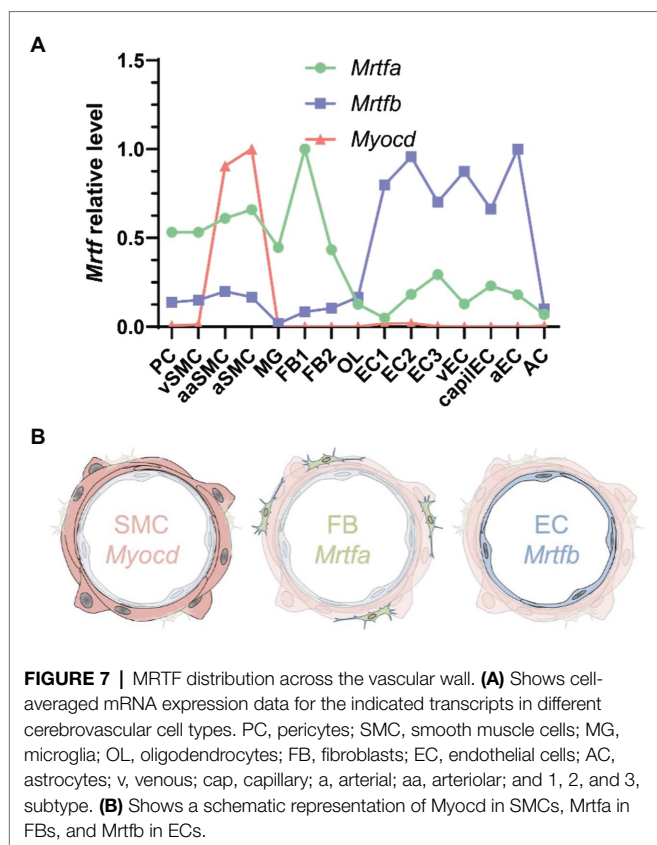 A
1.5
1.0
0.5
0.0
Mrtf relative level
Mrtfa
Mrtfb
Myocd
PC
vSMC
aaSMC
aSMC
MG
FB1
FB2
OL
EC1
EC2
EC3
vEC
capilEC
aEC
AC
B
SMC
Myocd
FB
Mrtfa
EC
Mrtfb
FIGURE 7 | MRTF distribution across the vascular wall. (A) Shows cell-
averaged mRNA expression data for the indicated transcripts in different
cerebrovascular cell types. PC, pericytes; SMC, smooth muscle cells; MG,
microglia; OL, oligodendrocytes; FB, fibroblasts; EC, endothelial cells; AC,
astrocytes; v, venous; cap, capillary; a, arterial; aa, arteriolar; and 1, 2, and 3,
subtype. (B) Shows a schematic representation of Myocd in SMCs, Mrtfa in
FBs, and Mrtfb in ECs.